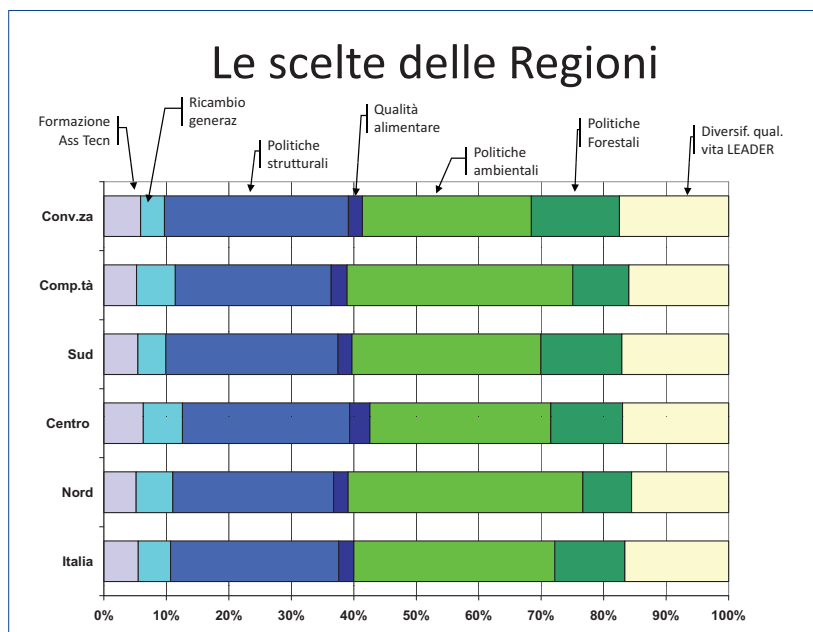 Le scelte delle Regioni
Formazione
Ass Tecn
Ricambio
generaz
Politiche
strutturali
Qualità
alimentare
Politiche
ambientali
Politiche
Forestali
Diversif. qual.
vita LEADER
Conv.za
Comp.tà
Sud
Centro
Nord
Italia
0% 10% 20% 30% 40% 50% 60% 70% 80% 90% 100%